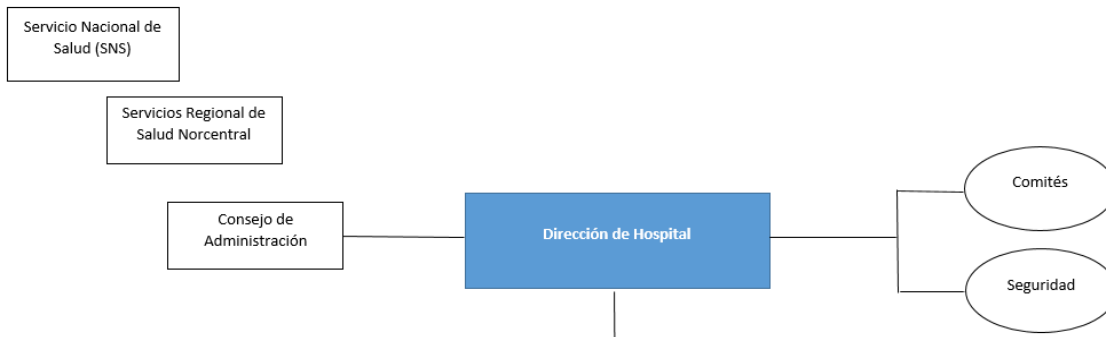 Servicio Nacional de
Salud (SNS)
Servicios Regional de
Salud Norcentral
Consejo de
Administración
Dirección de Hospital
Comités
Seguridad